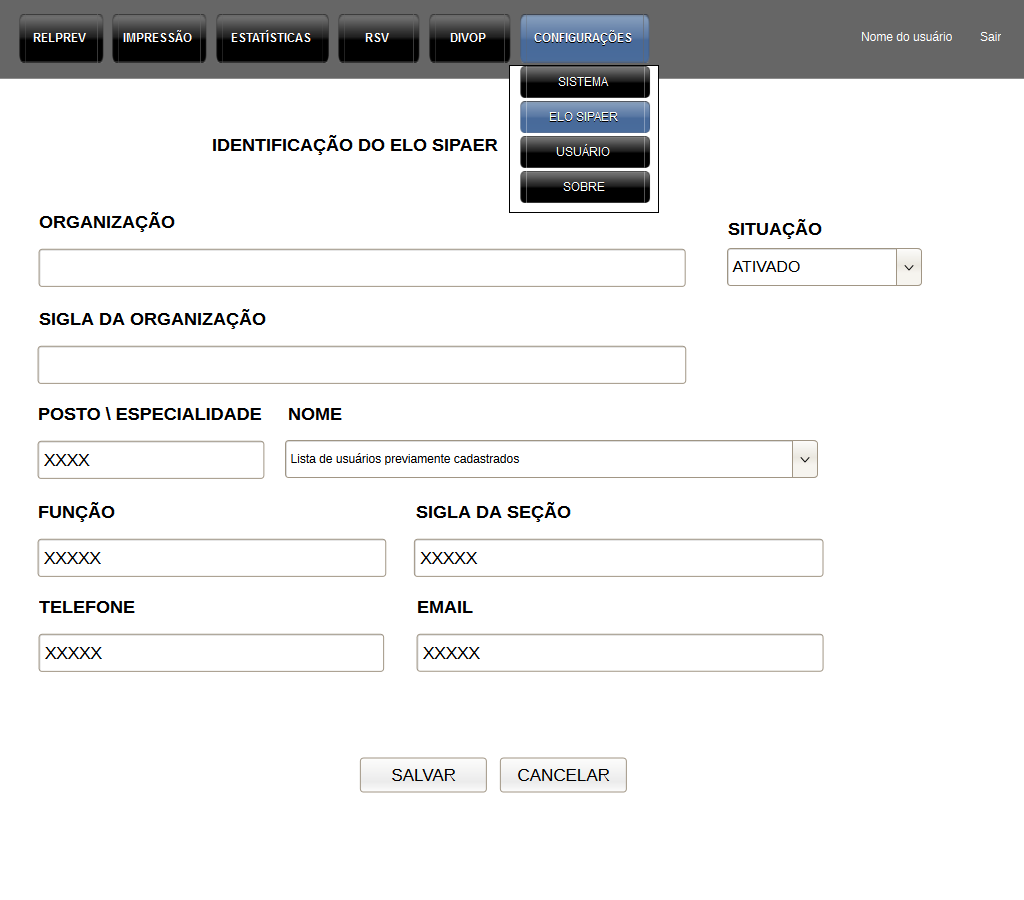 RELPREV IMPRESSÃO ESTATÍSTICAS RSV DIVOP CONFIGURAÇÕES Nome do usuário Sair
SISTEMA
ELO SIPAER
USUÁRIO
SOBRE
IDENTIFICAÇÃO DO ELO SIPAER
ORGANIZAÇÃO
SITUAÇÃO
ATIVADO
SIGLA DA ORGANIZAÇÃO
POSTO \ ESPECIALIDADE NOME
XXXX Lista de usuários previamente cadastrados
FUNÇÃO SIGLA DA SEÇÃO
XXXXX XXXXX
TELEFONE EMAIL
XXXXX XXXXX
SALVAR CANCELAR